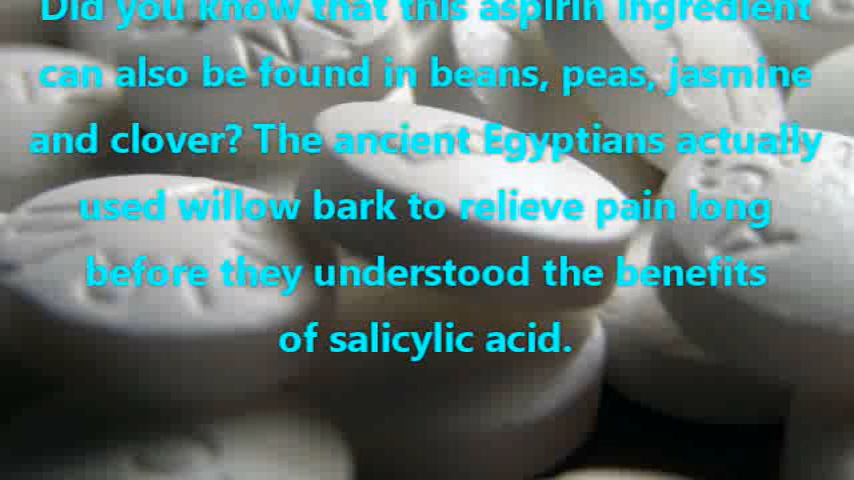 Did you know that this aspirin ingredient
can also be found in beans, peas, jasmine
and clover? The ancient Egyptians actually
used willow bark to relieve pain long
before they understood the benefits
of salicylic acid.